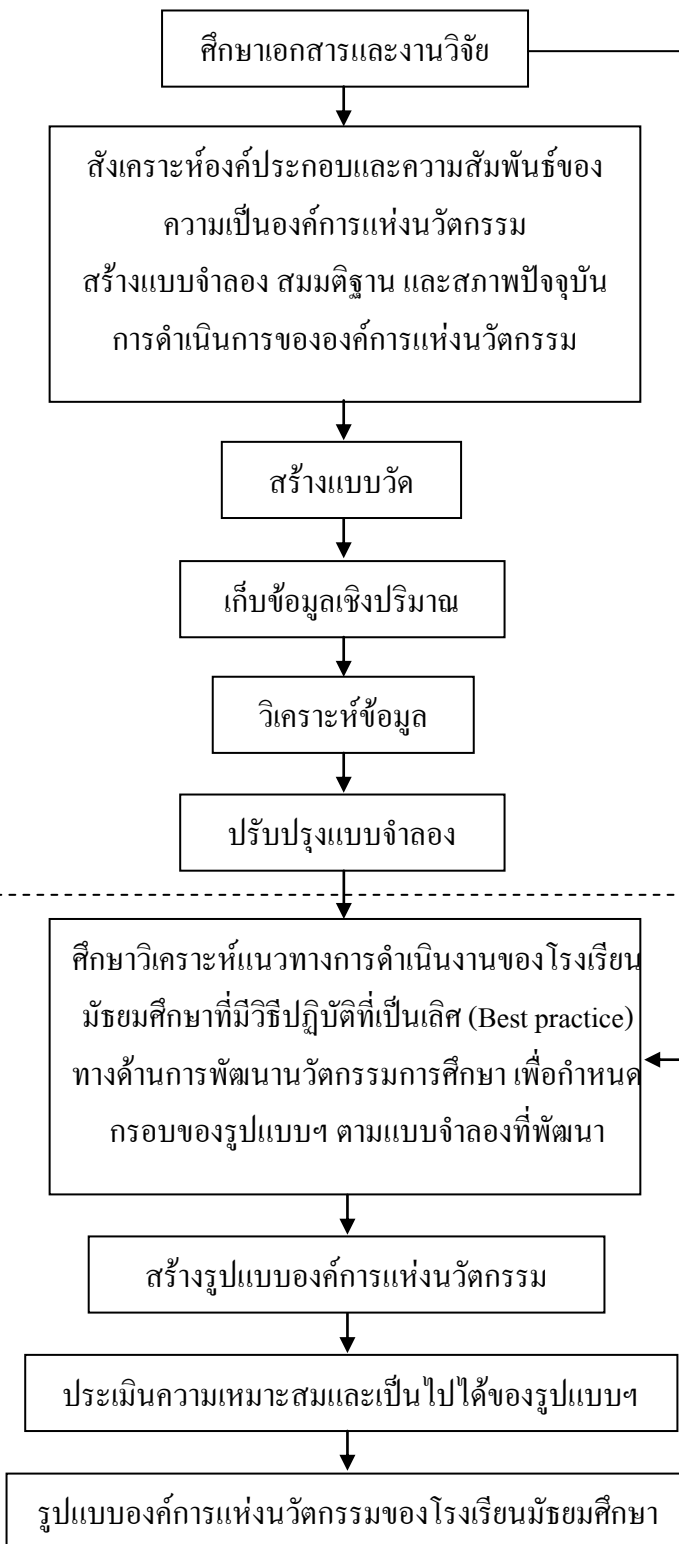 ศึกษาเอกสารและงานวิจัย
สังเคราะห์องค์ประกอบและความสัมพันธ์ของ
ความเป็นองค์การแห่งนวัตกรรม
สร้างแบบจำลอง สมมติฐาน และสภาพปัจจุบัน
การดำเนินการขององค์การแห่งนวัตกรรม
สร้างแบบวัด
เก็บข้อมูลเชิงปริมาณ
วิเคราะห์ข้อมูล
ปรับปรุงแบบจำลอง
ศึกษาวิเคราะห์แนวทางการดำเนินงานของโรงเรียน
มัธยมศึกษาที่มีวิธีปฏิบัติที่เป็นเลิศ (Best practice)
ทางด้านการพัฒนานวัตกรรมการศึกษา เพื่อกำหนด
กรอบของรูปแบบฯ ตามแบบจำลองที่พัฒนา
สร้างรูปแบบองค์การแห่งนวัตกรรม
ประเมินความเหมาะสมและเป็นไปได้ของรูปแบบฯ
รูปแบบองค์การแห่งนวัตกรรมของโรงเรียนมัธยมศึกษา